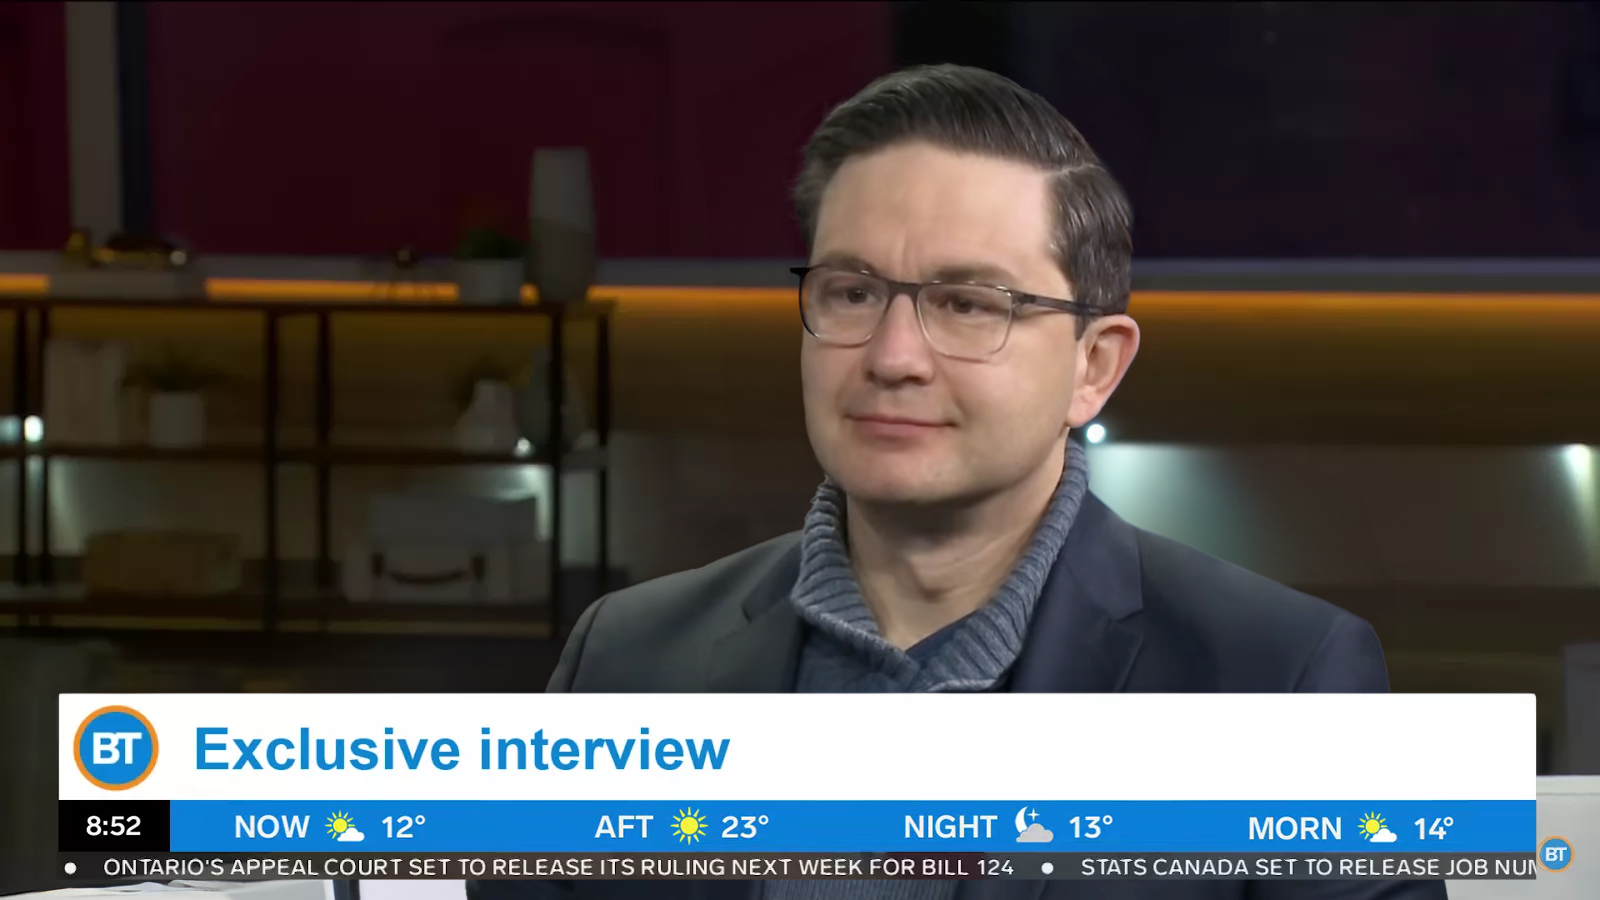 BT Exclusive interview
8:52 NOW 12° AFT 23° NIGHT 13° MORN 14°
• ONTARIO'S APPEAL COURT SET TO RELEASE ITS RULING NEXT WEEK FOR BILL 124 • STATS CANADA SET TO RELEASE JOB NUM
BT